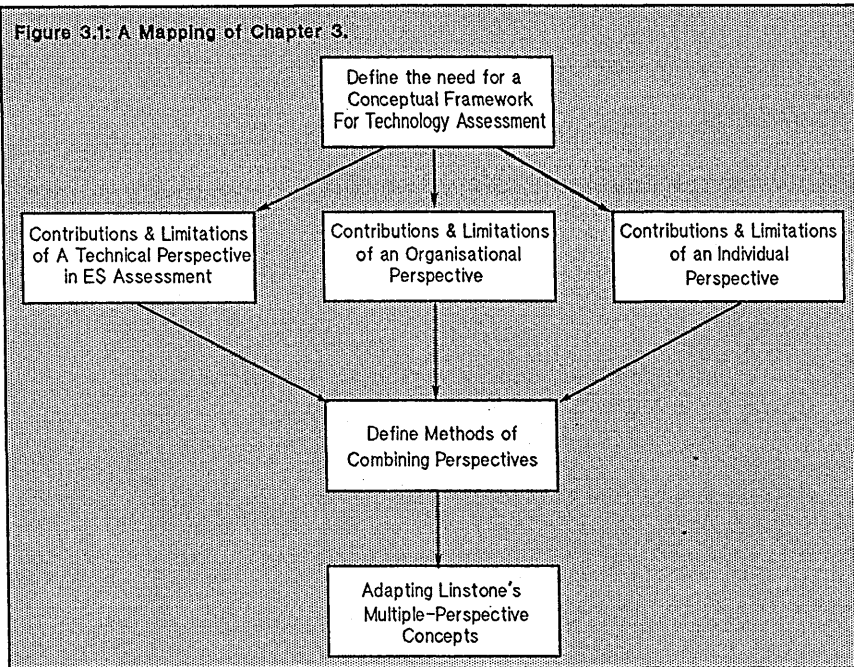 Figure 3.1: A Mapping of Chapter 3.
Define the need for a
Conceptual Framework
For Technology Assessment
Contributions & Limitations
of A Technical Perspective
in ES Assessment
Contributions & Limitations
of an Organisational
Perspective
Contributions & Limitations
of an Individual
Perspective
Define Methods of
Combining Perspectives
Adapting Linstone's
Multiple-Perspective
Concepts